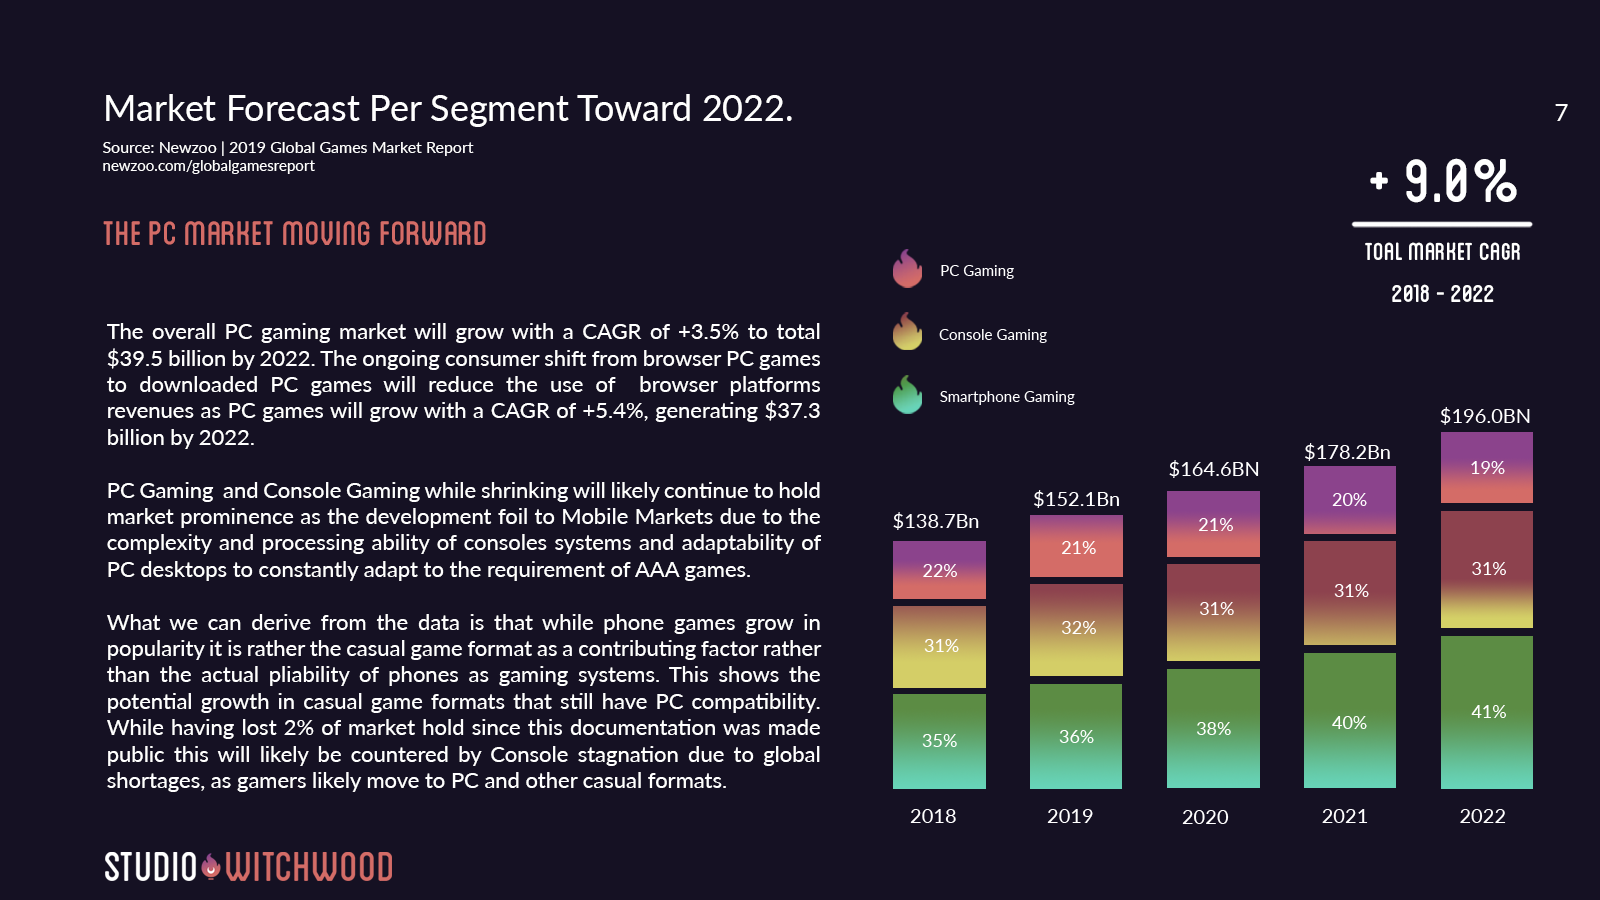 Market Forecast Per Segment Toward 2022.
7
Source: Newzoo | 2019 Global Games Market Report
newzoo.com/globalgamesreport
+ 9.0%
TOAL MARKET CAGR
2018 - 2022
THE PC MARKET MOVING FORWARD
The overall PC gaming market will grow with a CAGR of +3.5% to total
$39.5 billion by 2022. The ongoing consumer shift from browser PC games
to downloaded PC games will reduce the use of browser platforms
revenues as PC games will grow with a CAGR of +5.4%, generating $37.3
billion by 2022.
PC Gaming and Console Gaming while shrinking will likely continue to hold
market prominence as the development foil to Mobile Markets due to the
complexity and processing ability of consoles systems and adaptability of
PC desktops to constantly adapt to the requirement of AAA games.
What we can derive from the data is that while phone games grow in
popularity it is rather the casual game format as a contributing factor rather
than the actual pliability of phones as gaming systems. This shows the
potential growth in casual game formats that still have PC compatibility.
While having lost 2% of market hold since this documentation was made
public this will likely be countered by Console stagnation due to global
shortages, as gamers likely move to PC and other casual formats.
PC Gaming
Console Gaming
Smartphone Gaming
$138.7Bn
22%
31%
35%
2018
$152.1Bn
21%
32%
36%
2019
$164.6BN
21%
31%
38%
2020
$178.2Bn
20%
31%
40%
2021
$196.0BN
19%
31%
41%
2022
STUDIO WITCHWOOD